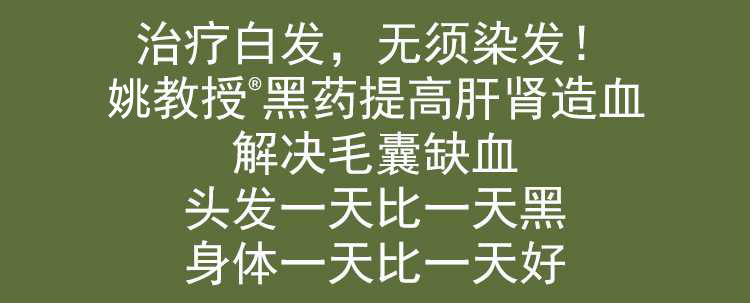 治疗白发，无须染发！
姚教授®黑药提高肝肾造血
解决毛囊缺血
头发一天比一天黑
身体一天比一天好